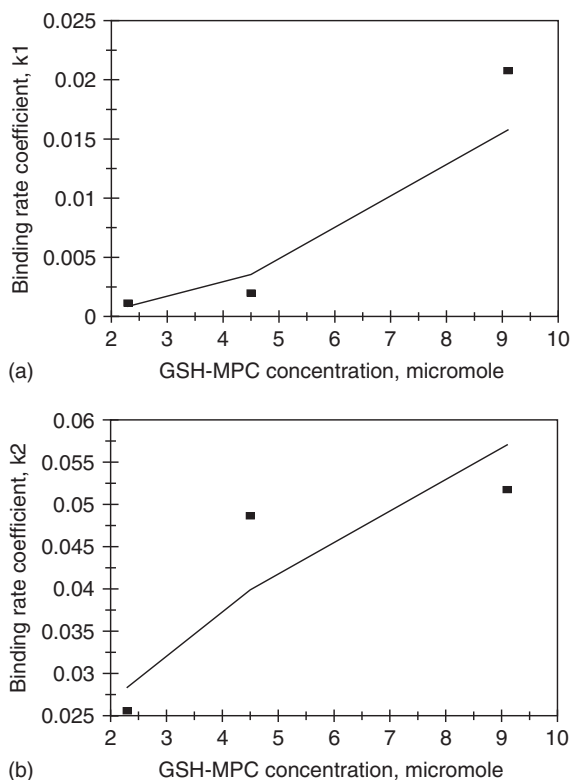 0.025
0.02
0.015
0.01
0.005
0
Binding rate coefficient, k1
2 3 4 5 6 7 8 9 10
(a) GSH-MPC concentration, micromole
0.06
0.055
0.05
0.045
0.04
0.035
0.03
0.025
Binding rate coefficient, k2
2 3 4 5 6 7 8 9 10
(b) GSH-MPC concentration, micromole